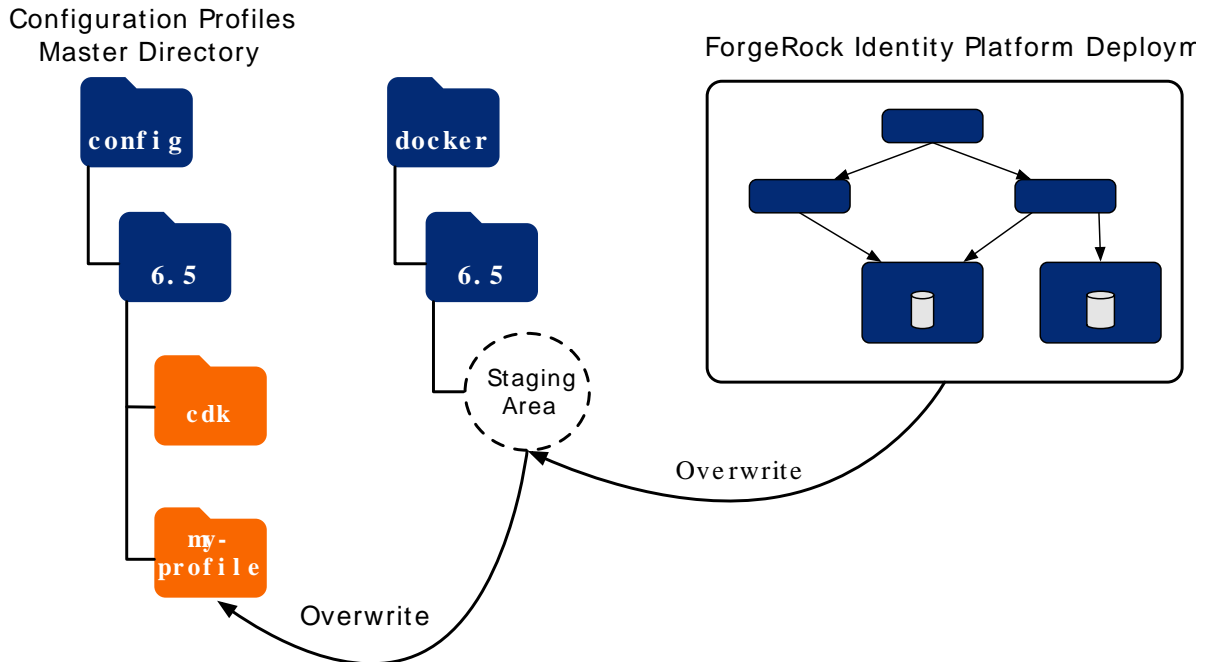 Configuration Profiles
Master Directory
ForgeRock Identity Platform Deploym
config
docker
6.5
6.5
Staging
Area
cdk
Overwrite
my-
profile
Overwrite